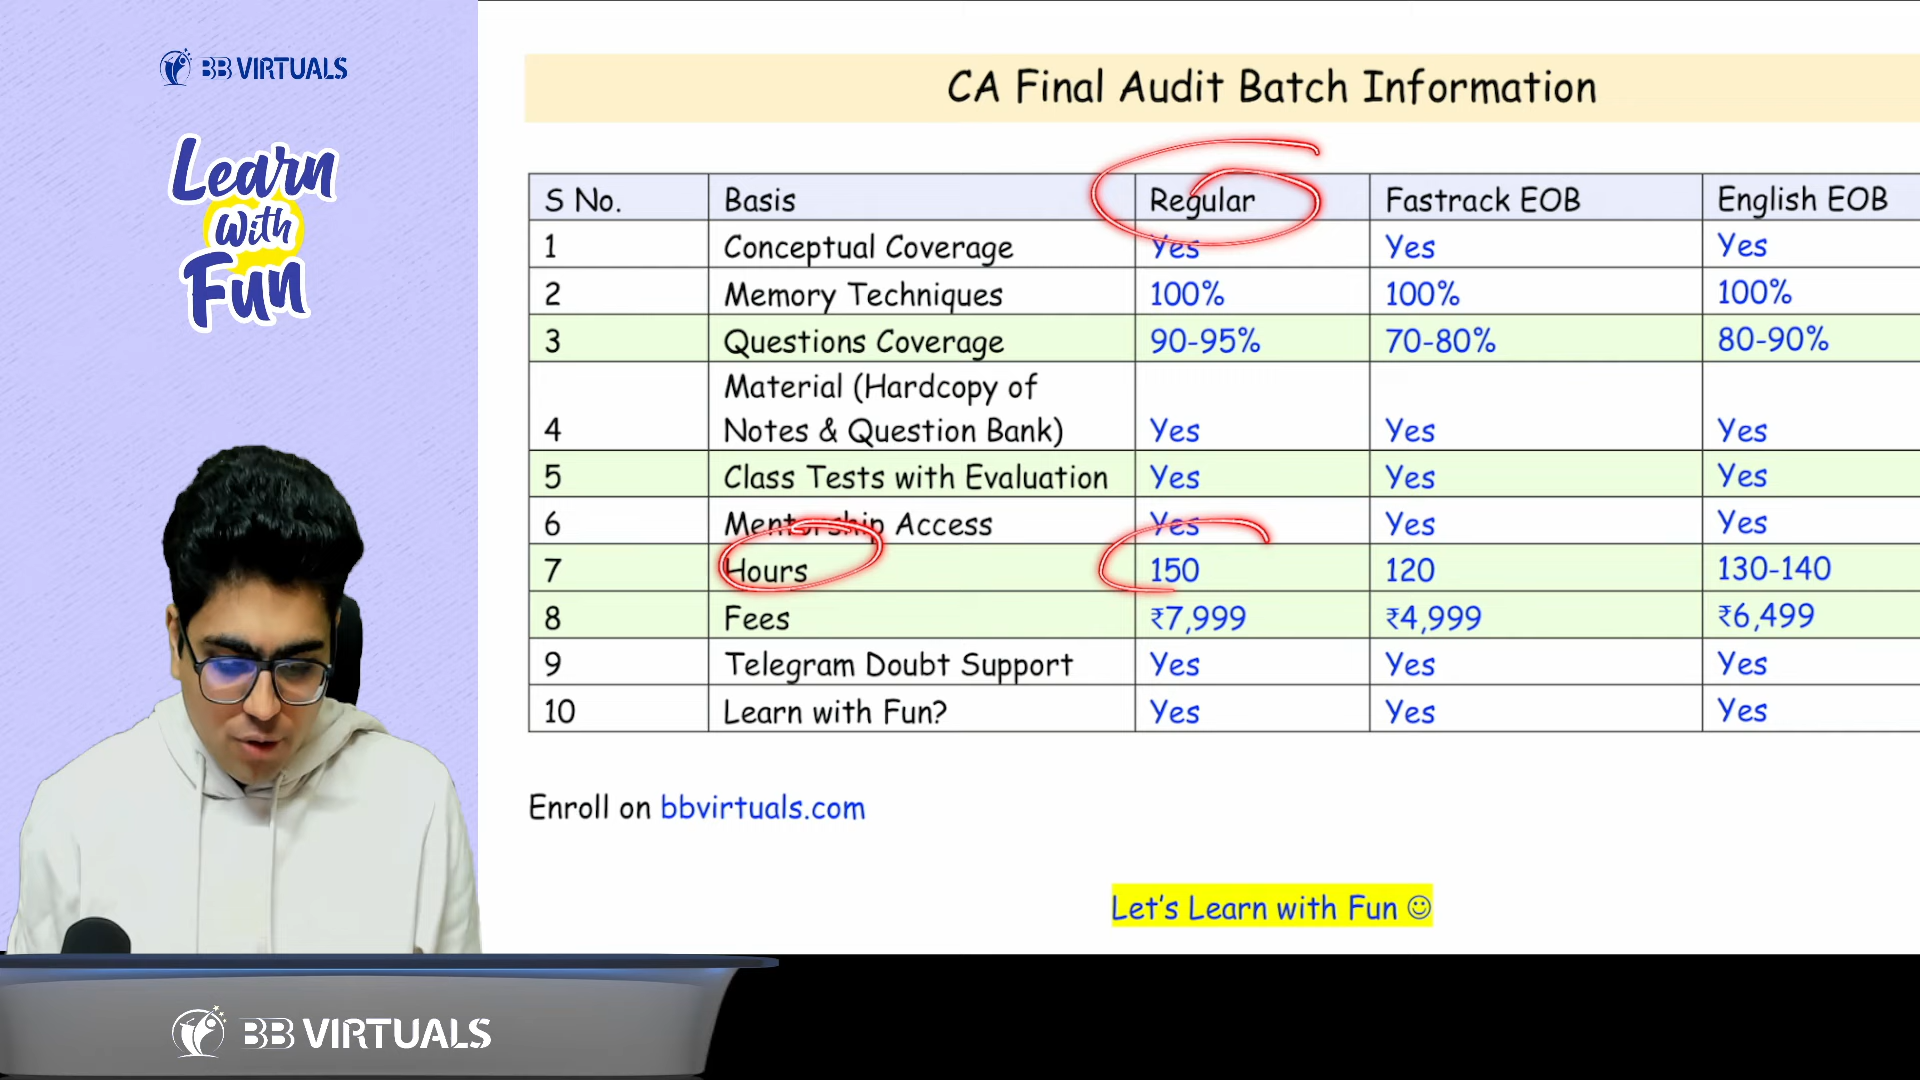 BB VIRTUALS
Learn
With
Fun
CA Final Audit Batch Information
S No. Basis Regular Fastrack EOB English EOB
1 Conceptual Coverage Yes Yes Yes
2 Memory Techniques 100% 100% 100%
3 Questions Coverage 90-95% 70-80% 80-90%
Material (Hardcopy of
4 Notes & Question Bank) Yes Yes Yes
5 Class Tests with Evaluation Yes Yes Yes
6 Mentorship Access Yes Yes Yes
7 Hours 150 120 130-140
8 Fees ₹7,999 ₹4,999 ₹6,499
9 Telegram Doubt Support Yes Yes Yes
10 Learn with Fun? Yes Yes Yes
Enroll on bbvirtuals.com
Let's Learn with Fun ☺
BB VIRTUALS